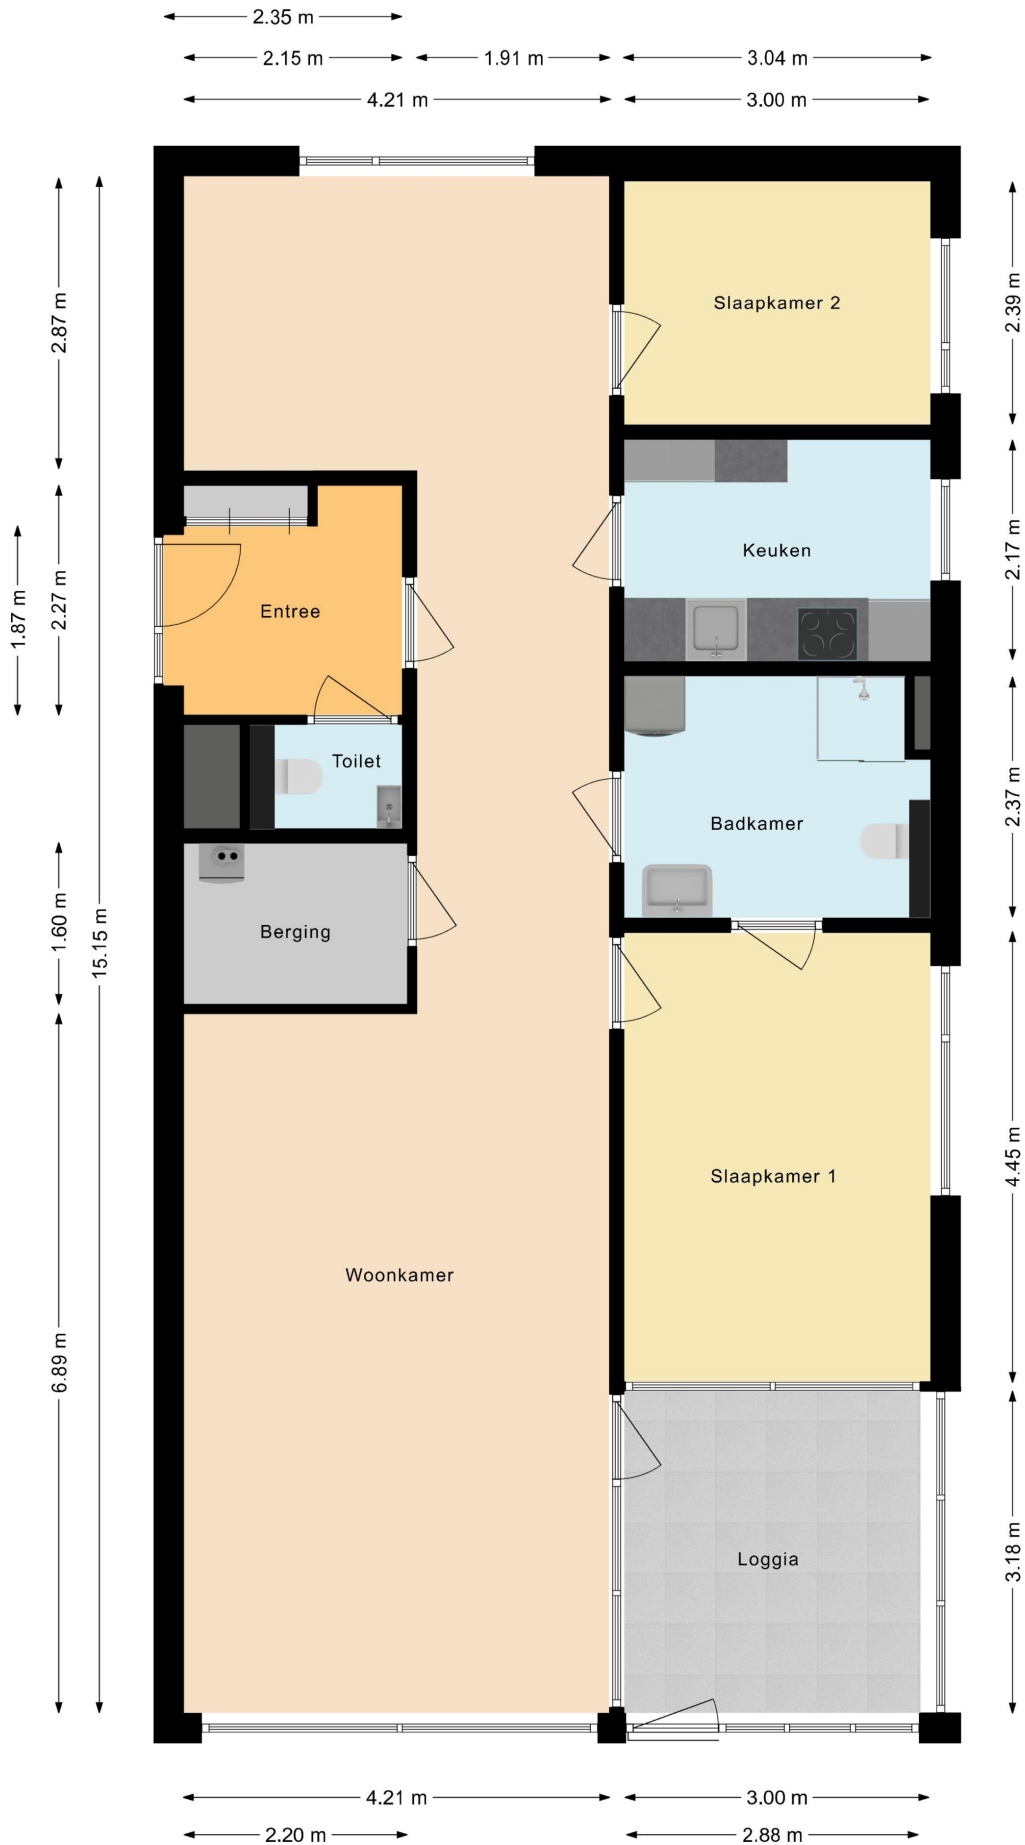 2.35 m
2.15 m
1.91 m
3.04 m
4.21 m
3.00 m
2.87 m
2.39 m
Slaapkamer 2
Keuken
2.17 m
1.87 m
2.27 m
Entree
Toilet
Badkamer
2.37 m
1.60 m
15.15 m
Berging
4.45 m
Slaapkamer 1
Woonkamer
6.89 m
Loggia
3.18 m
4.21 m
3.00 m
2.20 m
2.88 m